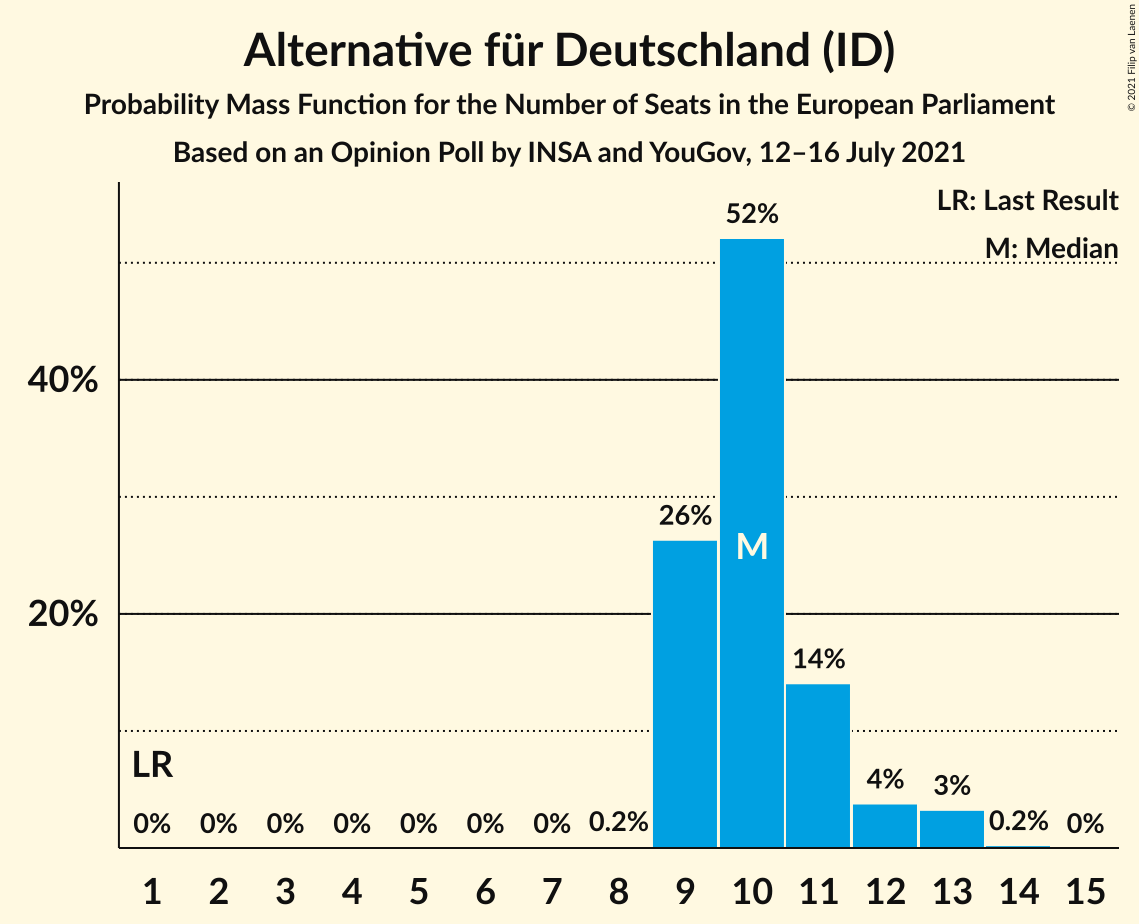 Alternative für Deutschland (ID)
Probability Mass Function for the Number of Seats in the European Parliament
Based on an Opinion Poll by INSA and YouGov, 12–16 July 2021
© 2021 Filip van Laenen
LR: Last Result
M: Median
52%
40%
26%
M
20%
14%
LR
4%
3%
0% 0% 0% 0% 0% 0% 0% 0.2% 0.2% 0%
1 2 3 4 5 6 7 8 9 10 11 12 13 14 15